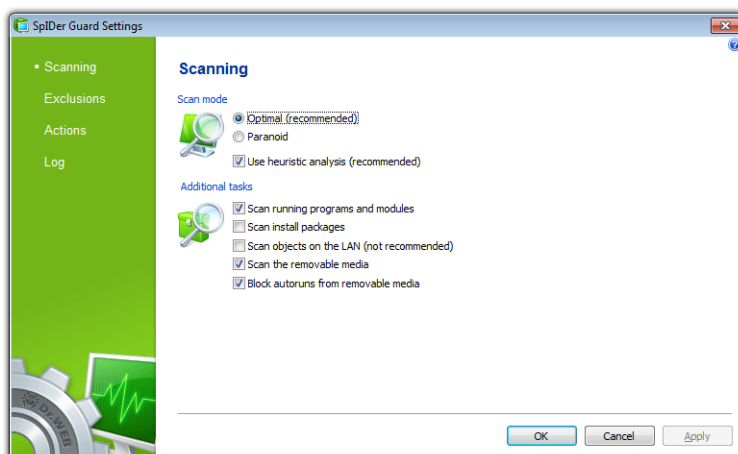 SpIDer Guard Settings
Scanning
Exclusions
Actions
Log
Scanning
Scan mode
Optimal (recommended)
Paranoid
Use heuristic analysis (recommended)
Additional tasks
Scan running programs and modules
Scan install packages
Scan objects on the LAN (not recommended)
Scan the removable media
Block autoruns from removable media
Dr.WEB
OK
Cancel
Apply